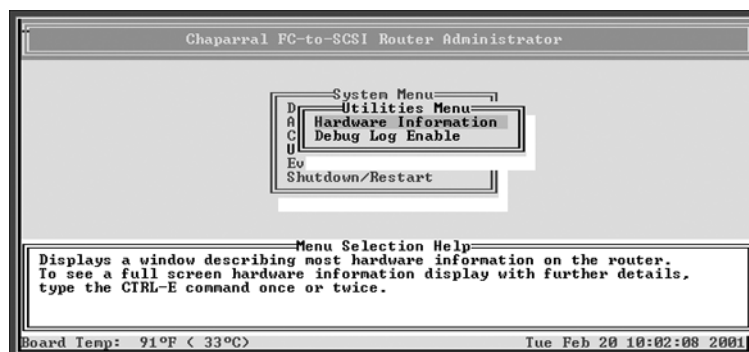 Chaparral FC-to-SCSI Router Administrator
System Menu
D
Utilities Menu
A
Hardware Information
C
Debug Log Enable
U
Ev
Shutdown/Restart
Menu Selection Help
Displays a window describing most hardware information on the router.
To see a full screen hardware information display with further details,
type the CTRL-E command once or twice.
Board Temp: 91ºF ( 33ºC) Tue Feb 20 10:02:08 2001